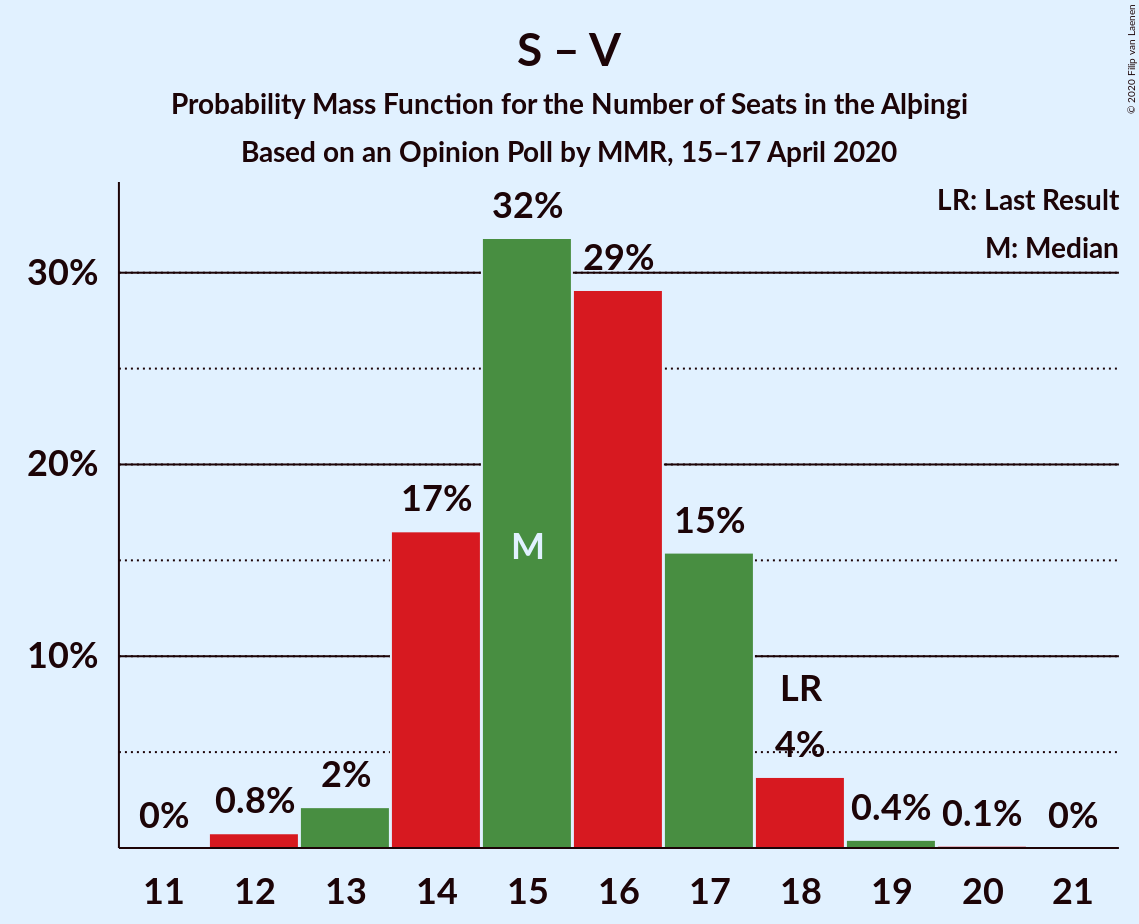 S – V
Probability Mass Function for the Number of Seats in the Alþingi
Based on an Opinion Poll by MMR, 15–17 April 2020
© 2020 Filip van Laenen
LR: Last Result
M: Median
30%
20%
10%
0%
0.8%
2%
17%
32%
M
29%
15%
LR
4%
0.4%
0.1%
0%
11 12 13 14 15 16 17 18 19 20 21